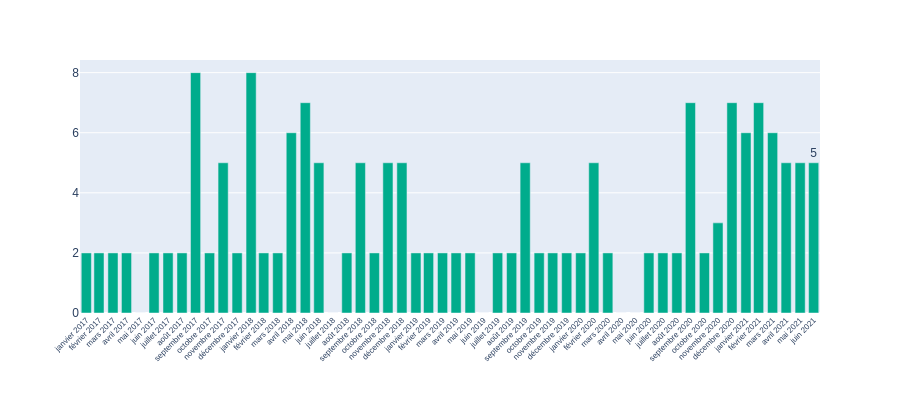 8
6
4
2
0
5
janvier 2017
février 2017
mars 2017
avril 2017
mai 2017
juin 2017
juillet 2017
août 2017
septembre 2017
octobre 2017
novembre 2017
décembre 2017
janvier 2018
février 2018
mars 2018
avril 2018
mai 2018
juin 2018
juillet 2018
août 2018
septembre 2018
octobre 2018
novembre 2018
décembre 2018
janvier 2019
février 2019
mars 2019
avril 2019
mai 2019
juin 2019
juillet 2019
août 2019
septembre 2019
octobre 2019
novembre 2019
décembre 2019
janvier 2020
février 2020
mars 2020
avril 2020
mai 2020
juin 2020
juillet 2020
août 2020
septembre 2020
octobre 2020
novembre 2020
décembre 2020
janvier 2021
février 2021
mars 2021
avril 2021
mai 2021
juin 2021